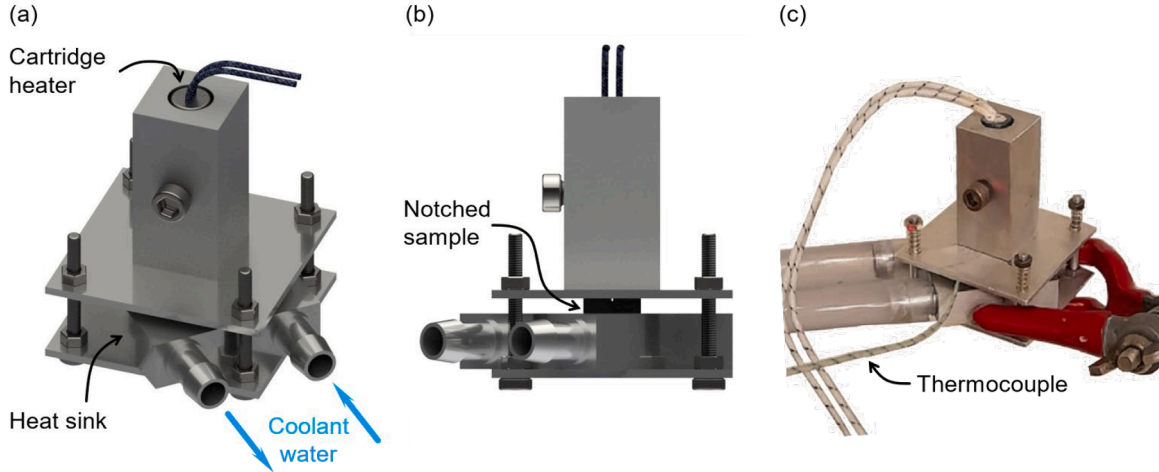 (a)
(b)
(c)
Cartridge
heater
Notched
sample
Thermocouple
Heat sink
Coolant
water